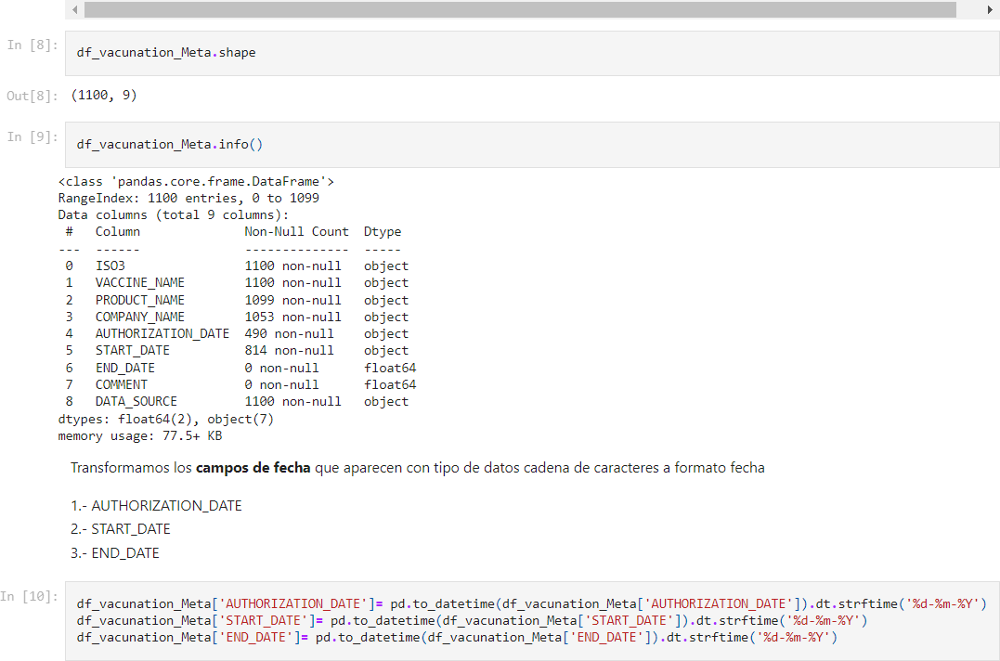 In [8]:
df_vacunation_Meta.shape
Out[8]: (1100, 9)
In [9]:
df_vacunation_Meta.info()
<class 'pandas.core.frame.DataFrame'>
RangeIndex: 1100 entries, 0 to 1099
Data columns (total 9 columns):
 #   Column              Non-Null Count  Dtype
---  ------              --------------  -----
 0   ISO3                1100 non-null   object
 1   VACCINE_NAME        1100 non-null   object
 2   PRODUCT_NAME        1099 non-null   object
 3   COMPANY_NAME        1053 non-null   object
 4   AUTHORIZATION_DATE  490 non-null    object
 5   START_DATE          814 non-null    object
 6   END_DATE            0 non-null      float64
 7   COMMENT             0 non-null      float64
 8   DATA_SOURCE         1100 non-null   object
dtypes: float64(2), object(7)
memory usage: 77.5+ KB
Transformamos los campos de fecha que aparecen con tipo de datos cadena de caracteres a formato fecha
1.- AUTHORIZATION_DATE
2.- START_DATE
3.- END_DATE
In [10]:
df_vacunation_Meta['AUTHORIZATION_DATE']= pd.to_datetime(df_vacunation_Meta['AUTHORIZATION_DATE']).dt.strftime('%d-%m-%Y')
df_vacunation_Meta['START_DATE']= pd.to_datetime(df_vacunation_Meta['START_DATE']).dt.strftime('%d-%m-%Y')
df_vacunation_Meta['END_DATE']= pd.to_datetime(df_vacunation_Meta['END_DATE']).dt.strftime('%d-%m-%Y')